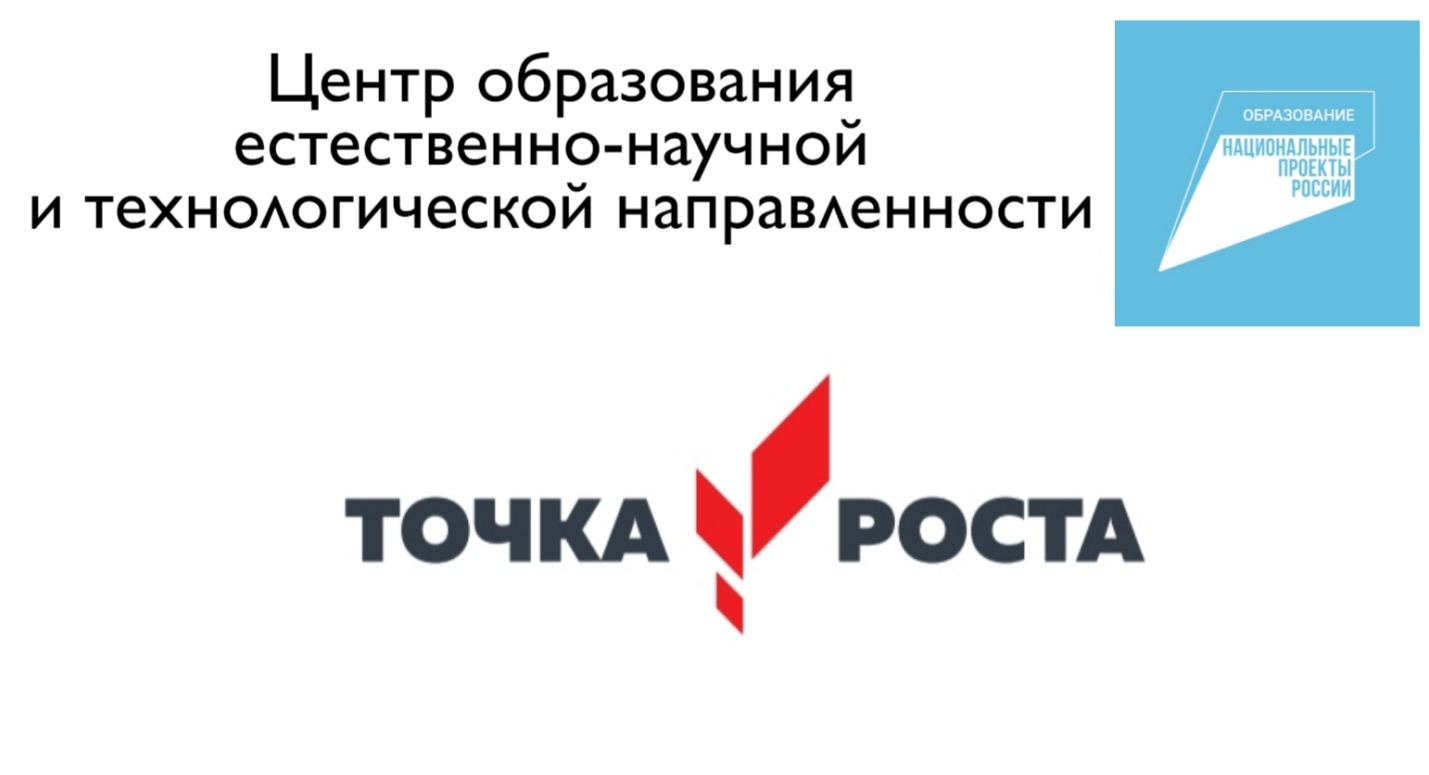 Центр образования
естественно-научной
и технологической направленности
ОБРАЗОВАНИЕ
НАЦИОНАЛЬНЫЕ
ПРОЕКТЫ
РОССИИ
ТОЧКА РОСТА